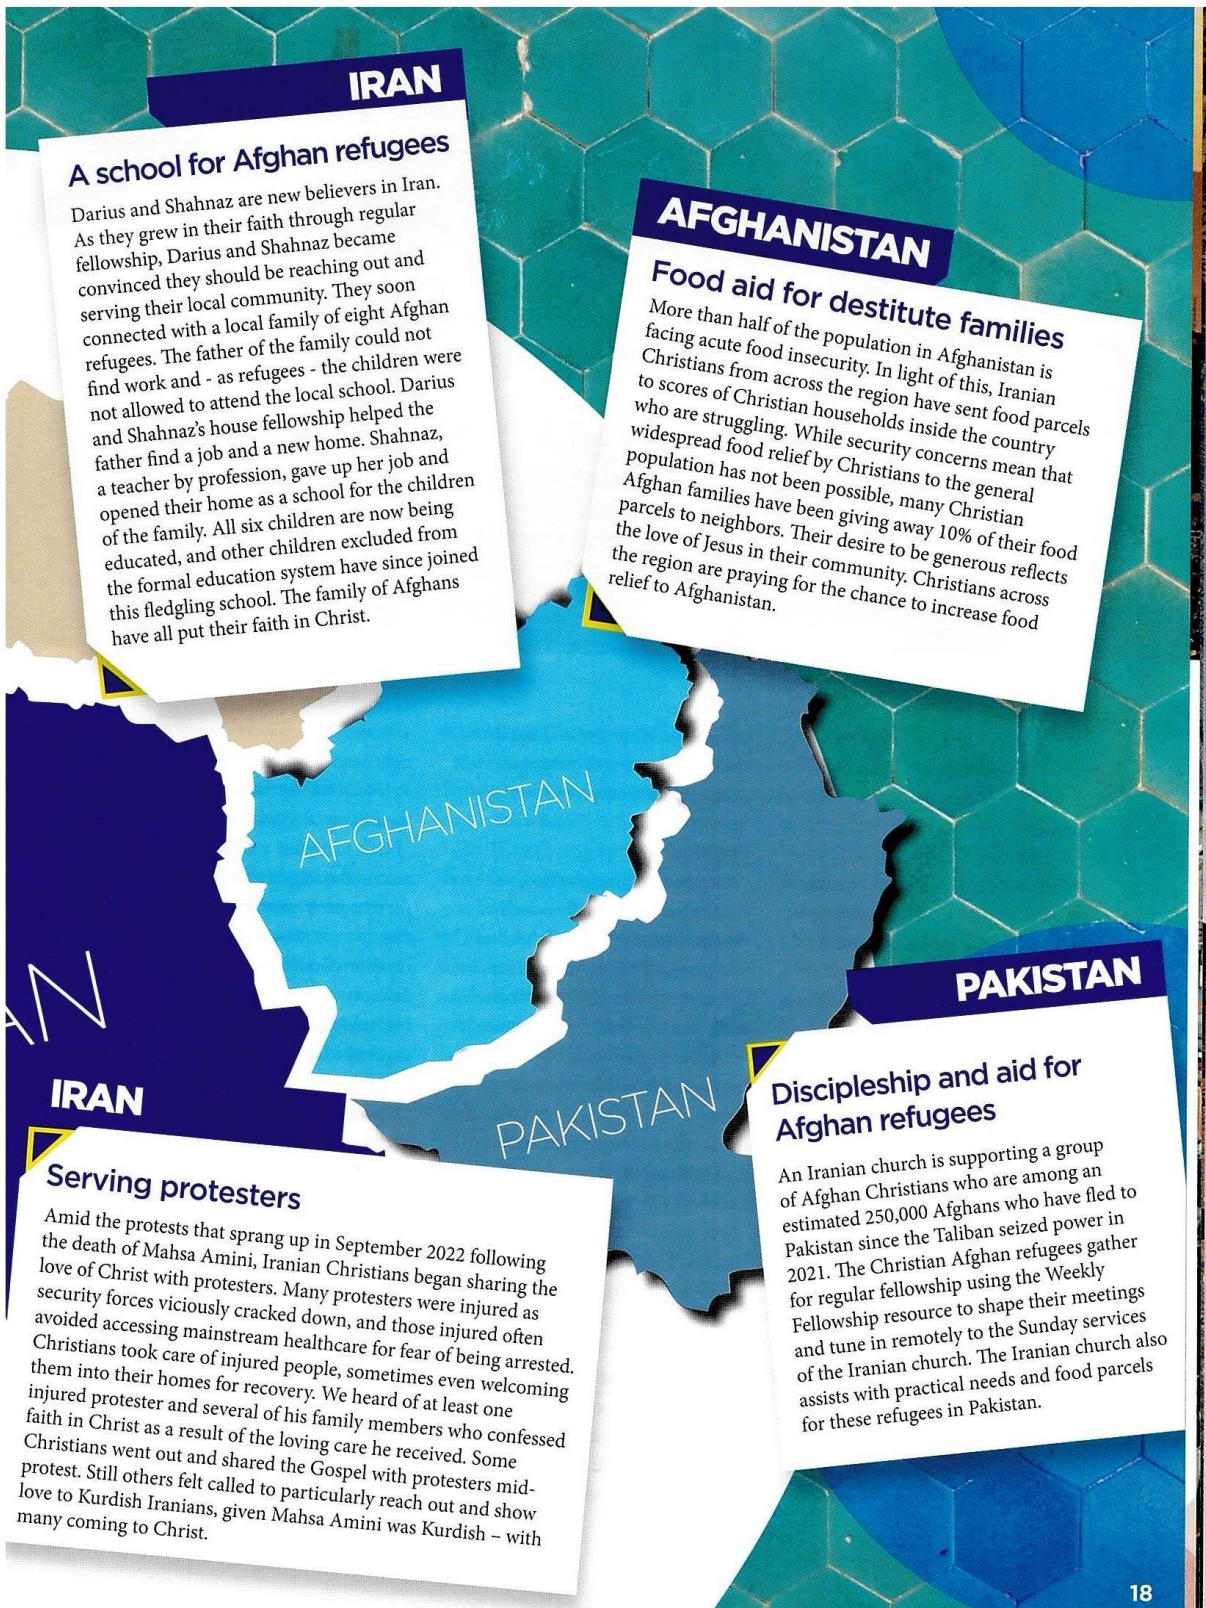 IRAN
A school for Afghan refugees
Darius and Shahnaz are new believers in Iran.
As they grew in their faith through regular
fellowship, Darius and Shahnaz became
convinced they should be reaching out and
serving their local community. They soon
connected with a local family of eight Afghan
refugees. The father of the family could not
find work and - as refugees - the children were
not allowed to attend the local school. Darius
and Shahnaz's house fellowship helped the
father find a job and a new home. Shahnaz,
a teacher by profession, gave up her job and
opened their home as a school for the children
of the family. All six children are now being
educated, and other children excluded from
the formal education system have since joined
this fledgling school. The family of Afghans
have all put their faith in Christ.
AFGHANISTAN
Food aid for destitute families
More than half of the population in Afghanistan is
facing acute food insecurity. In light of this, Iranian
Christians from across the region have sent food parcels
to scores of Christian households inside the country
who are struggling. While security concerns mean that
widespread food relief by Christians to the general
population has not been possible, many Christian
Afghan families have been giving away 10% of their food
parcels to neighbors. Their desire to be generous reflects
the love of Jesus in their community. Christians across
the region are praying for the chance to increase food
relief to Afghanistan.
AFGHANISTAN
AN
PAKISTAN
IRAN
Serving protesters
Amid the protests that sprang up in September 2022 following
the death of Mahsa Amini, Iranian Christians began sharing the
love of Christ with protesters. Many protesters were injured as
security forces viciously cracked down, and those injured often
avoided accessing mainstream healthcare for fear of being arrested.
Christians took care of injured people, sometimes even welcoming
them into their homes for recovery. We heard of at least one
injured protester and several of his family members who confessed
faith in Christ as a result of the loving care he received. Some
Christians went out and shared the Gospel with protesters mid-
protest. Still others felt called to particularly reach out and show
love to Kurdish Iranians, given Mahsa Amini was Kurdish – with
many coming to Christ.
PAKISTAN
Discipleship and aid for
Afghan refugees
An Iranian church is supporting a group
of Afghan Christians who are among an
estimated 250,000 Afghans who have fled to
Pakistan since the Taliban seized power in
2021. The Christian Afghan refugees gather
for regular fellowship using the Weekly
Fellowship resource to shape their meetings
and tune in remotely to the Sunday services
of the Iranian church. The Iranian church also
assists with practical needs and food parcels
for these refugees in Pakistan.
18